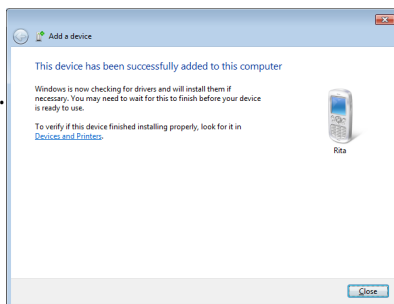 Add a device
This device has been successfully added to this computer
Windows is now checking for drivers and will install them if
necessary. You may need to wait for this to finish before your device
is ready to use.
To verify if this device finished installing properly, look for it in
Devices and Printers.
Rita
Close